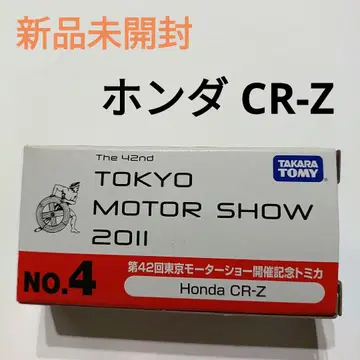 新品未開封
ホンダ CR-Z
The 42nd
TOKYO
MOTOR SHOW
2011
TAKARA
TOMY
NO.4
第42回東京モーターショー開催記念トミカ
Honda CR-Z